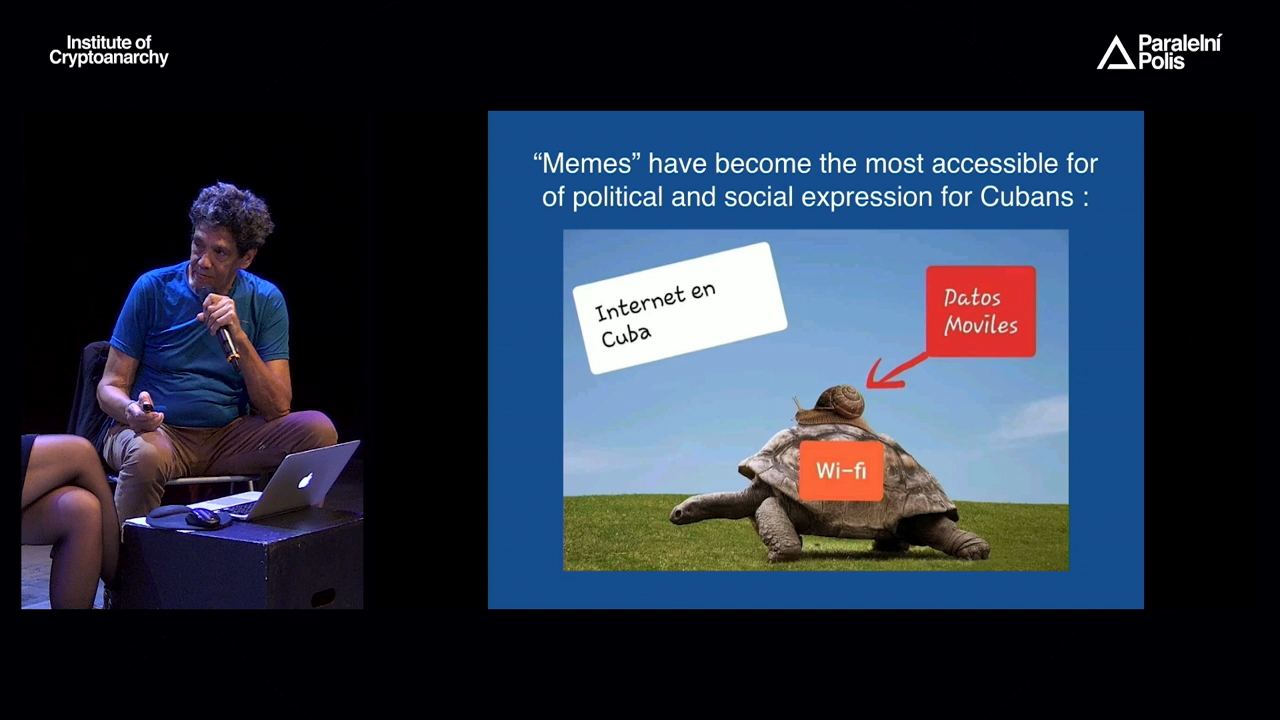 Institute of
Cryptoanarchy
Paralelní
Polis
“Memes” have become the most accessible for
of political and social expression for Cubans :
Internet en
Cuba
Datos
Moviles
Wi-fi